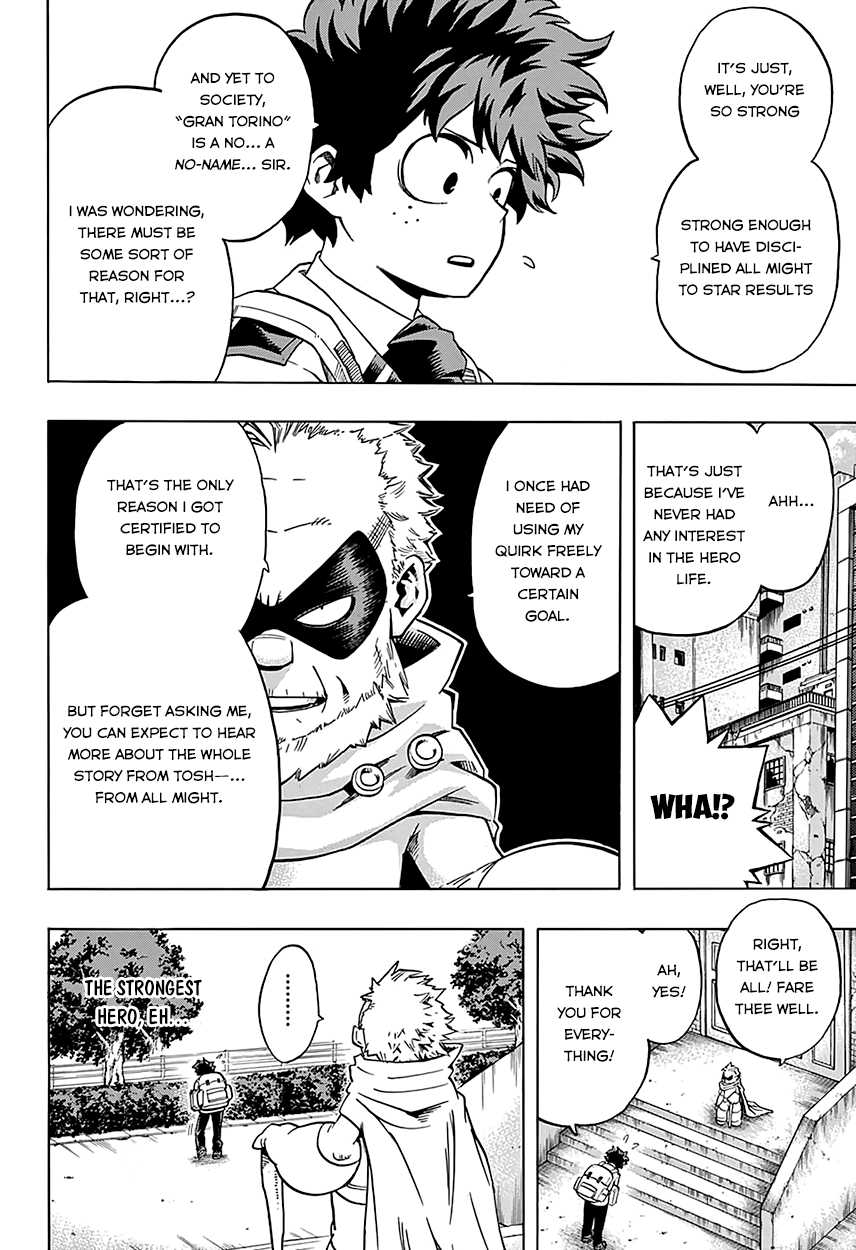 IT'S JUST,
WELL, YOU'RE
SO STRONG
STRONG ENOUGH
TO HAVE DISCI-
PLINED ALL MIGHT
TO STAR RESULTS
AND YET TO
SOCIETY,
"GRAN TORINO"
IS A NO... A
NO-NAME... SIR.
I WAS WONDERING,
THERE MUST BE
SOME SORT OF
REASON FOR
THAT, RIGHT...?
AHH...
THAT'S JUST
BECAUSE I'VE
NEVER HAD
ANY INTEREST
IN THE HERO
LIFE.
WHA!?
I ONCE HAD
NEED OF
USING MY
QUIRK FREELY
TOWARD A
CERTAIN
GOAL.
THAT'S THE ONLY
REASON I GOT
CERTIFIED TO
BEGIN WITH.
BUT FORGET ASKING ME,
YOU CAN EXPECT TO HEAR
MORE ABOUT THE WHOLE
STORY FROM TOSH—...
FROM ALL MIGHT.
RIGHT,
THAT'LL BE
ALL! FARE
THEE WELL.
AH,
YES!
THANK
YOU FOR
EVERY-
THING!
........
THE STRONGEST
HERO, EH...